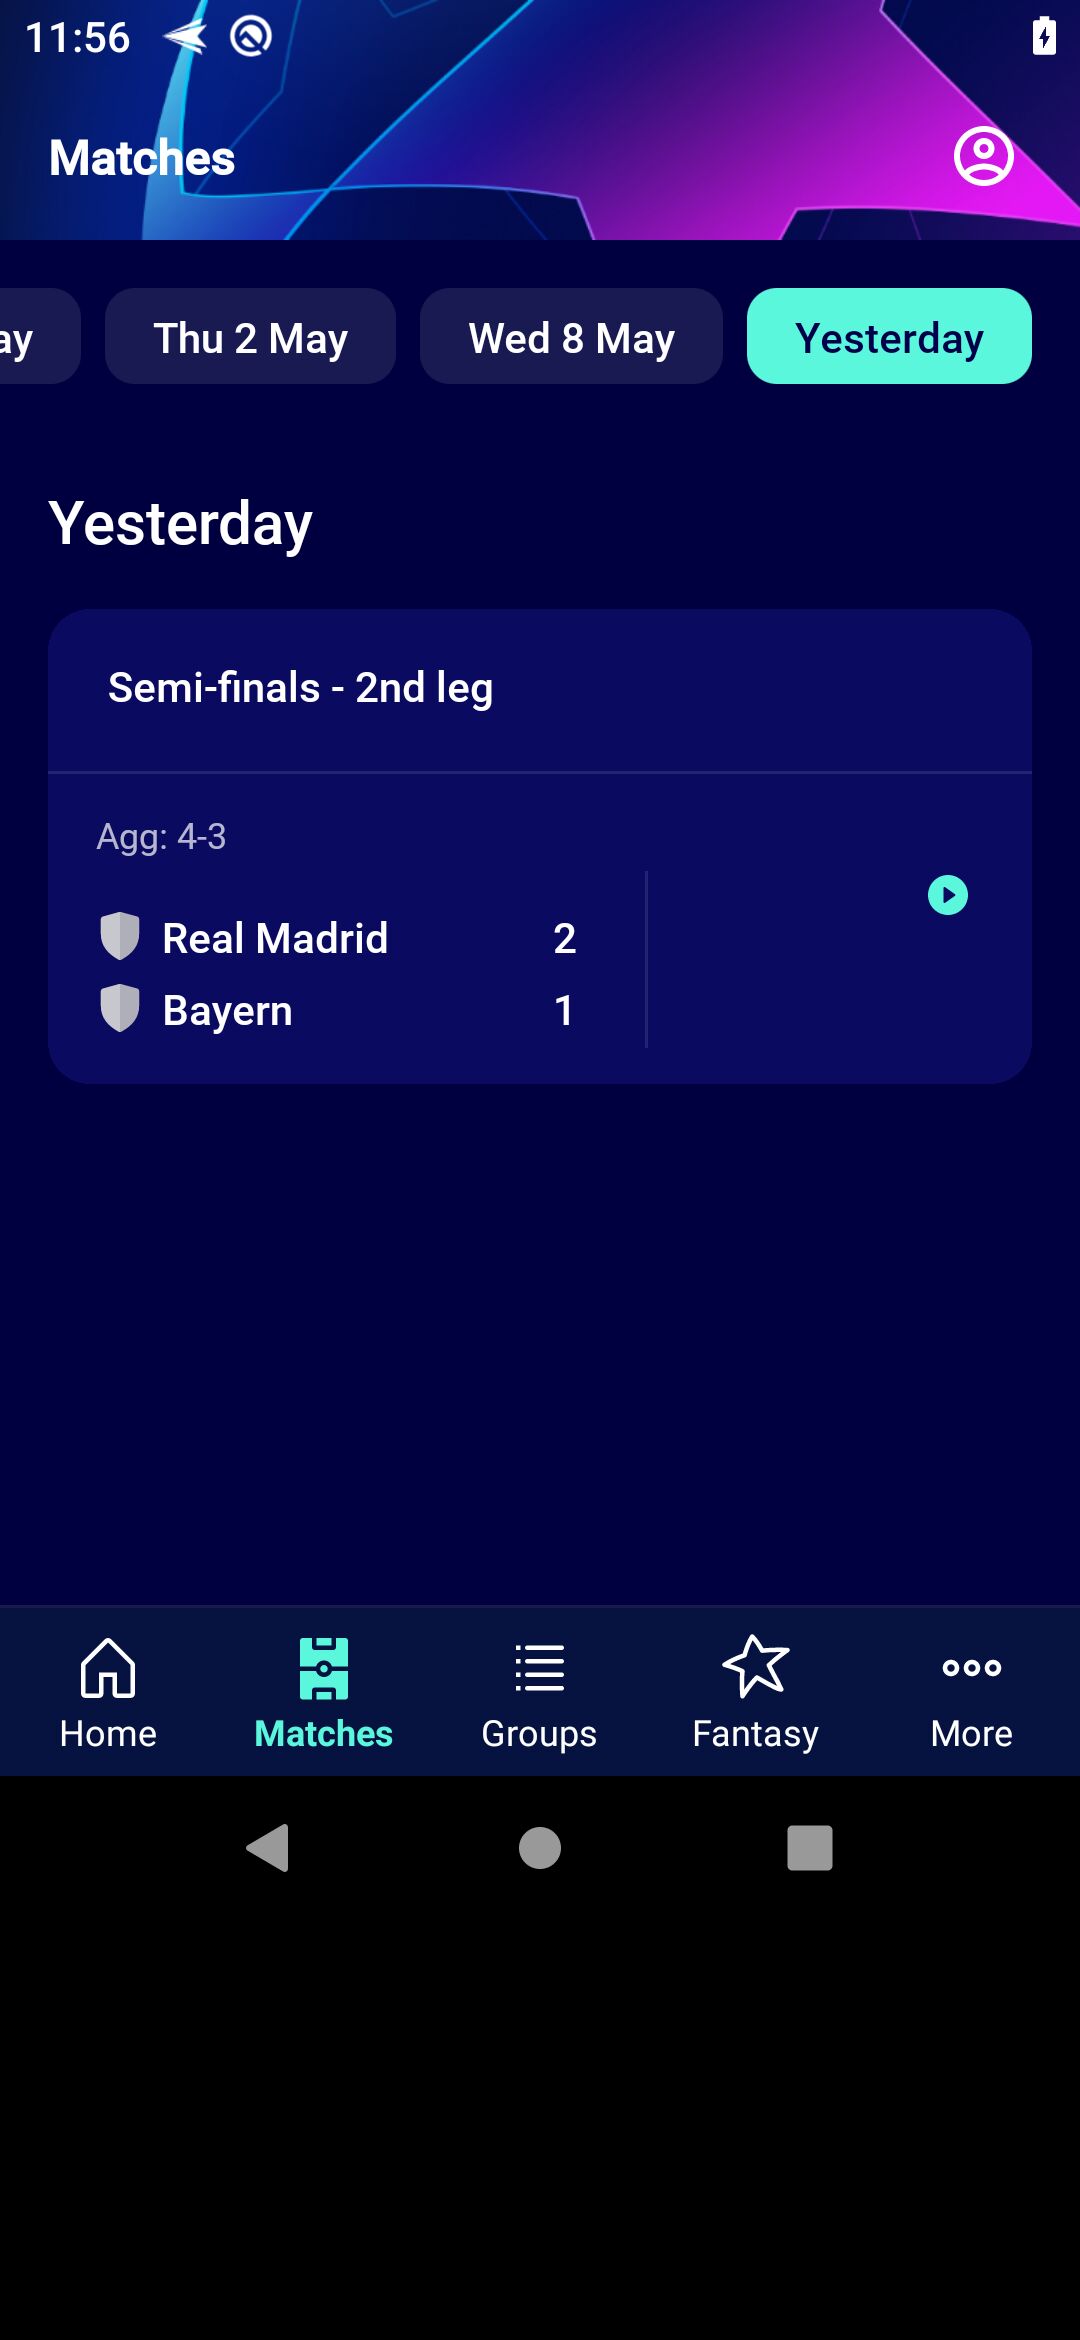 11:56
Matches
ay
Thu 2 May
Wed 8 May
Yesterday
Yesterday
Semi-finals - 2nd leg
Agg: 4-3
Real Madrid 2
Bayern 1
Home
Matches
Groups
Fantasy
More